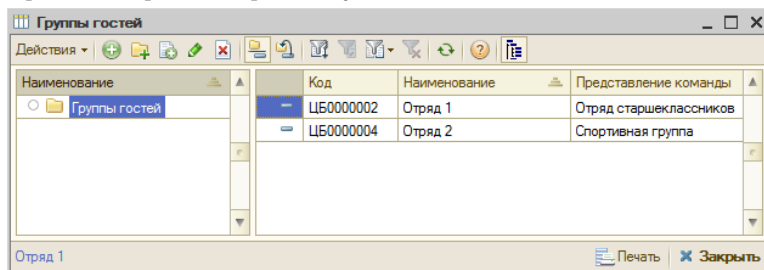 Группы гостей
Действия
Наименование
Группы гостей
Код Наименование Представление команды
ЦБ0000002 Отряд 1 Отряд старшеклассников
ЦБ0000004 Отряд 2 Спортивная группа
Отряд 1 Печать Закрыть